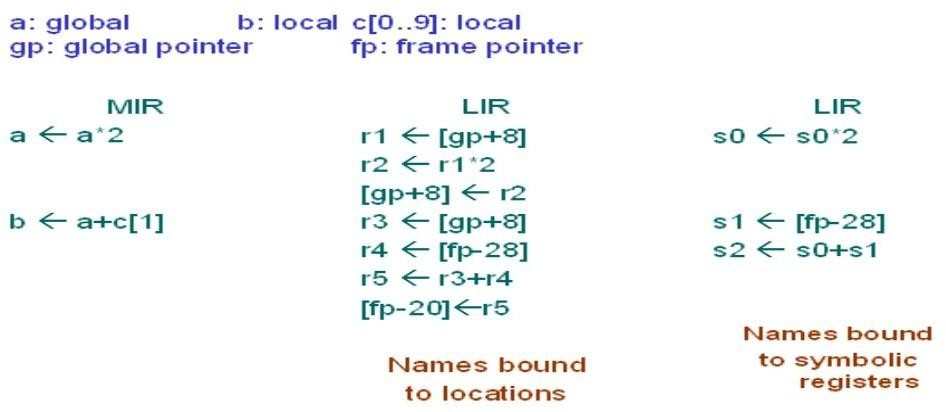 a: global b: local c[0..9]: local
gp: global pointer fp: frame pointer
MIR LIR LIR
a ← a*2 r1 ← [gp+8] s0 ← s0*2
r2 ← r1*2
[gp+8] ← r2
b ← a+c[1] r3 ← [gp+8] s1 ← [fp-28]
r4 ← [fp-28] s2 ← s0+s1
r5 ← r3+r4
[fp-20]←r5
Names bound
to locations
Names bound
to symbolic
registers